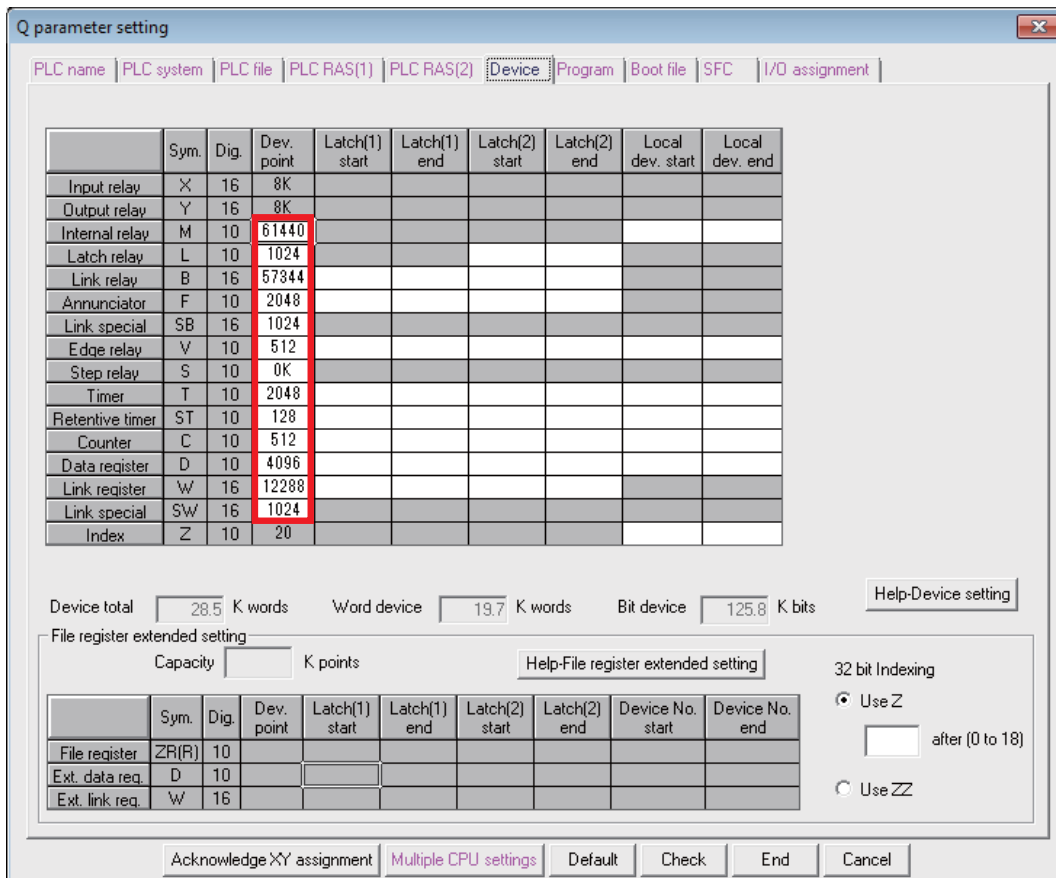 Q parameter setting
PLC name PLC system PLC file PLC RAS(1) PLC RAS(2) Device Program Boot file SFC I/O assignment
Sym. Dig. Dev. point Latch(1) start Latch(1) end Latch(2) start Latch(2) end Local dev. start Local dev. end
Input relay X 16 8K
Output relay Y 16 8K
Internal relay M 10 61440
Latch relay L 10 1024
Link relay B 16 57344
Annunciator F 10 2048
Link special SB 16 1024
Edge relay V 10 512
Step relay S 10 0K
Timer T 10 2048
Retentive timer ST 10 128
Counter C 10 512
Data register D 10 4096
Link register W 16 12288
Link special SW 16 1024
Index Z 10 20
Device total 28.5 K words Word device 19.7 K words Bit device 125.8 K bits
Help-Device setting
File register extended setting
Capacity K points Help-File register extended setting
32 bit Indexing
Use Z
after (0 to 18)
Use ZZ
Sym. Dig. Dev. point Latch(1) start Latch(1) end Latch(2) start Latch(2) end Device No. start Device No. end
File register ZR(R) 10
Ext. data reg. D 10
Ext. link reg. W 16
Acknowledge XY assignment Multiple CPU settings Default Check End Cancel